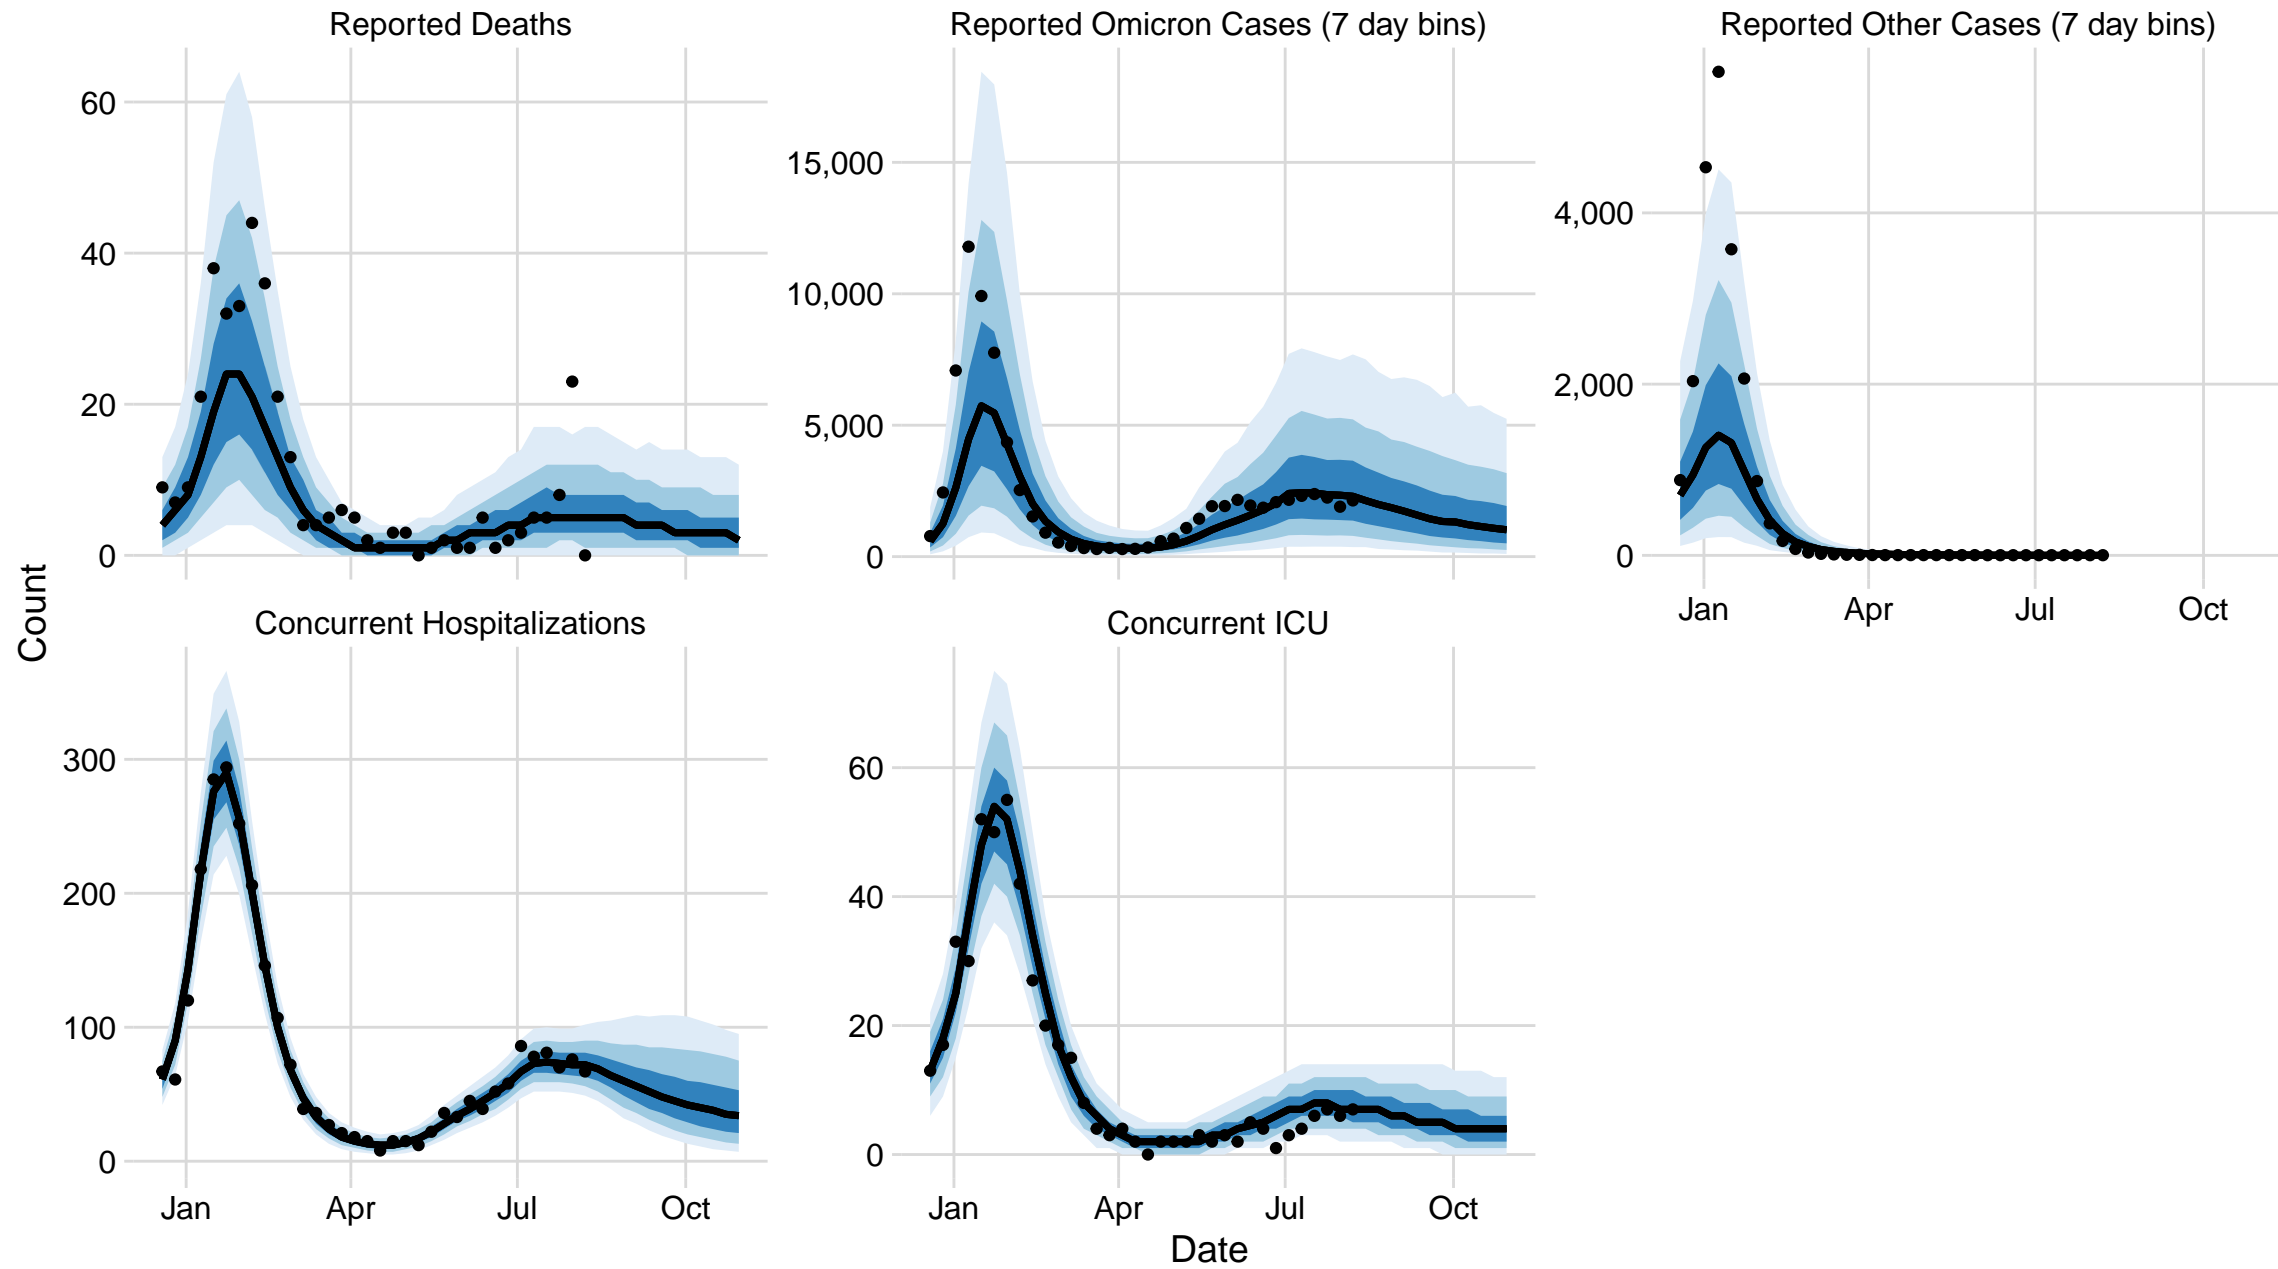 Reported Deaths
Reported Omicron Cases (7 day bins)
Reported Other Cases (7 day bins)
60
40
20
0
15,000
10,000
5,000
0
4,000
2,000
0
Jan Apr Jul Oct
Count
Concurrent Hospitalizations
Concurrent ICU
300
200
100
0
60
40
20
0
Jan Apr Jul Oct
Jan Apr Jul Oct
Date